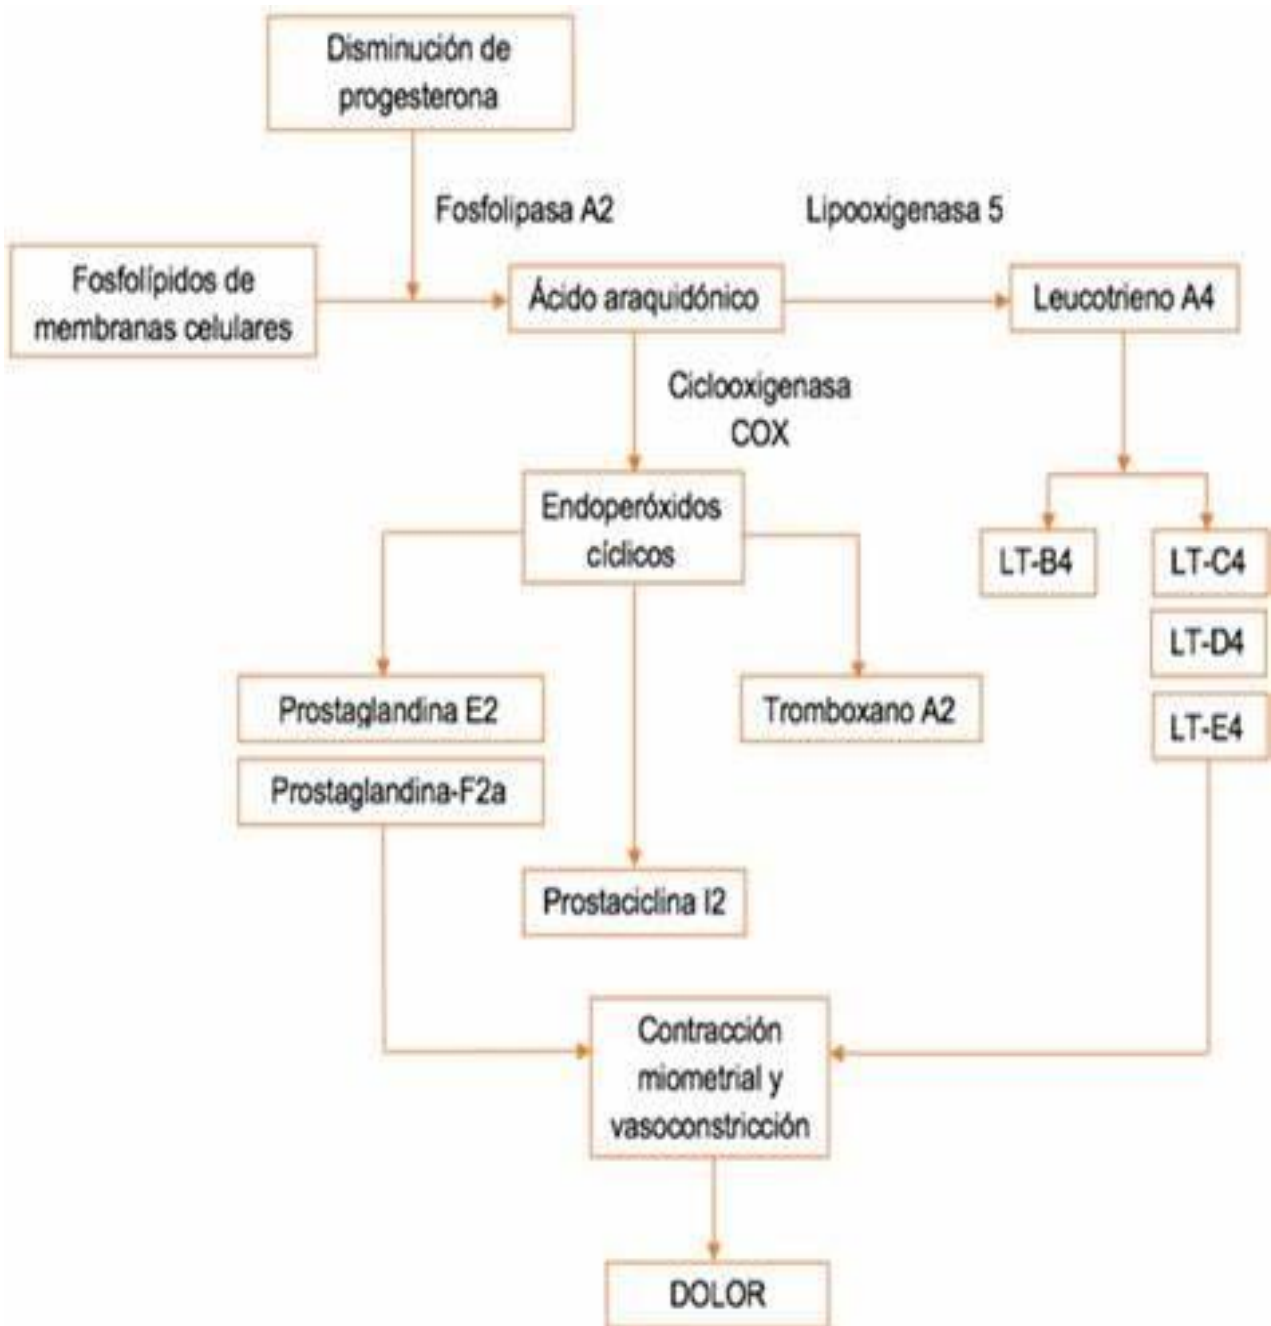 Disminución de
progesterona
Fosfolipasa A2
Lipooxigenasa 5
Fosfolípidos de
membranas celulares
Ácido araquidónico
Leucotrieno A4
Ciclooxigenasa
COX
Endoperóxidos
cíclicos
LT-B4
LT-C4
LT-D4
LT-E4
Prostaglandina E2
Tromboxano A2
Prostaglandina-F2a
Prostaciclina I2
Contracción
miometrial y
vasoconstricción
DOLOR